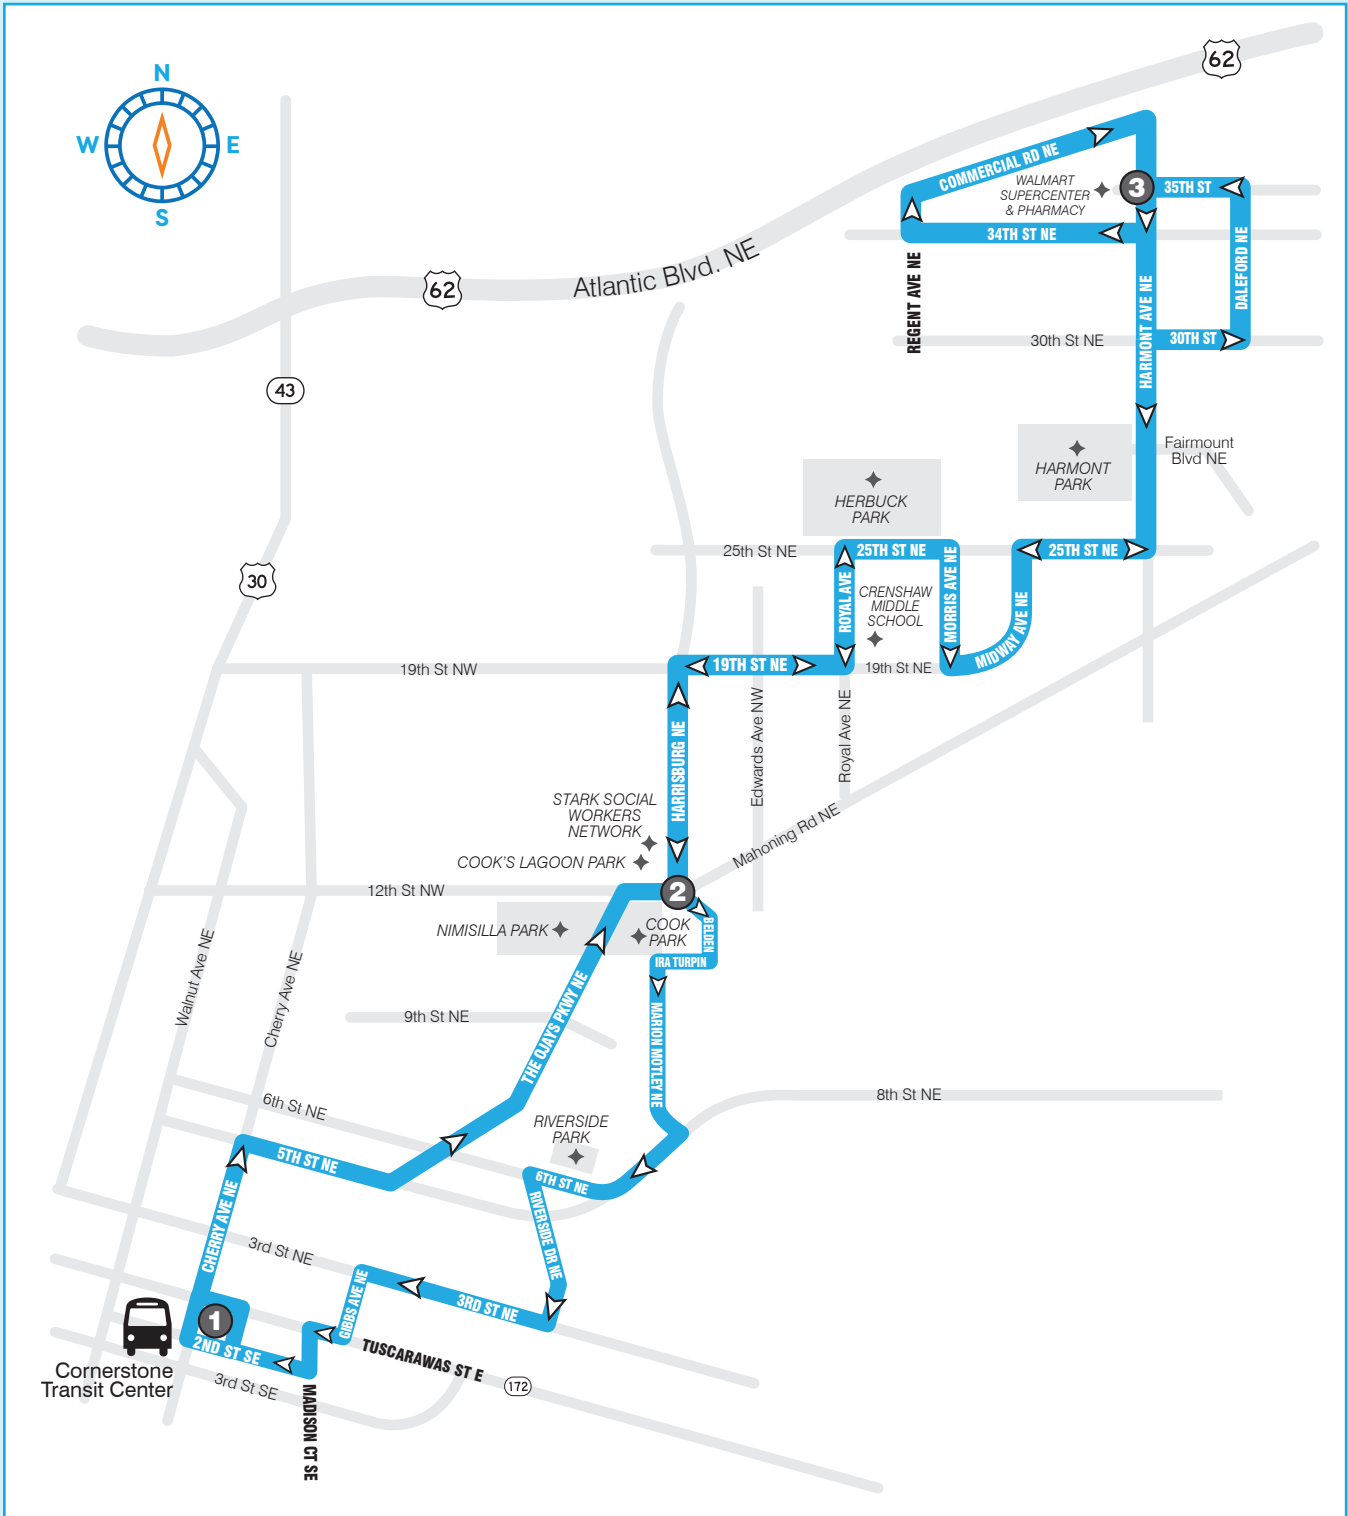 N
W
E
S
62
COMMERCIAL RD NE
WALMART
SUPERCENTER
& PHARMACY
3
35TH ST
34TH ST NE
DALEFORD NE
REGENT AVE NE
HARMONT AVE NE
Atlantic Blvd. NE
62
30th St NE
30TH ST
43
HARMONT
PARK
Fairmount
Blvd NE
HERBUCK
PARK
25th St NE
25TH ST NE
25TH ST NE
30
ROYAL AVE
CRENSHAW
MIDDLE
SCHOOL
MORRIS AVE NE
MIDWAY AVE NE
19th St NW
19TH ST NE
19th St NE
HARRISBURG NE
Edwards Ave NW
Royal Ave NE
STARK SOCIAL
WORKERS
NETWORK
COOK'S LAGOON PARK
Mahoning Rd NE
12th St NW
2
NIMISILLA PARK
COOK
PARK
BELDEN
IRA TURPIN
Walnut Ave NE
Cherry Ave NE
9th St NE
THE OJAYS PKWY NE
MARION MOTLEY NE
6th St NE
8th St NE
RIVERSIDE
PARK
5TH ST NE
6TH ST NE
CHERRY AVE NE
RIVERSIDE DR NE
3rd St NE
GIBBS AVE NE
3RD ST NE
1
2ND ST SE
TUSCARAWAS ST E
172
Cornerstone
Transit Center
3rd St SE
MADISON CT SE